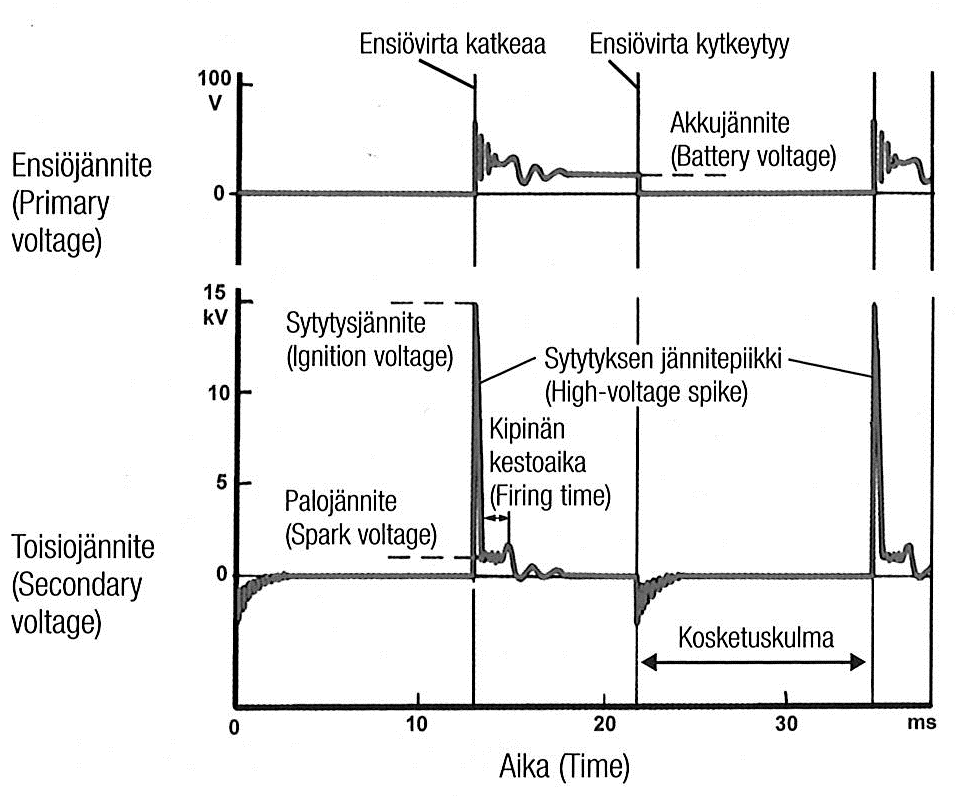 Ensiövirta katkeaa
Ensiövirta kytkeytyy
100
V
Akkujännite
(Battery voltage)
Ensiöjännite
(Primary
voltage)
0
15
kV
Sytytysjännite
(Ignition voltage)
Sytytyksen jännitepiikki
(High-voltage spike)
10
Kipinän
kestoaika
(Firing time)
5
Palojännite
(Spark voltage)
Toisiojännite
(Secondary
voltage)
0
Kosketuskulma
0
10
20
30
ms
Aika (Time)